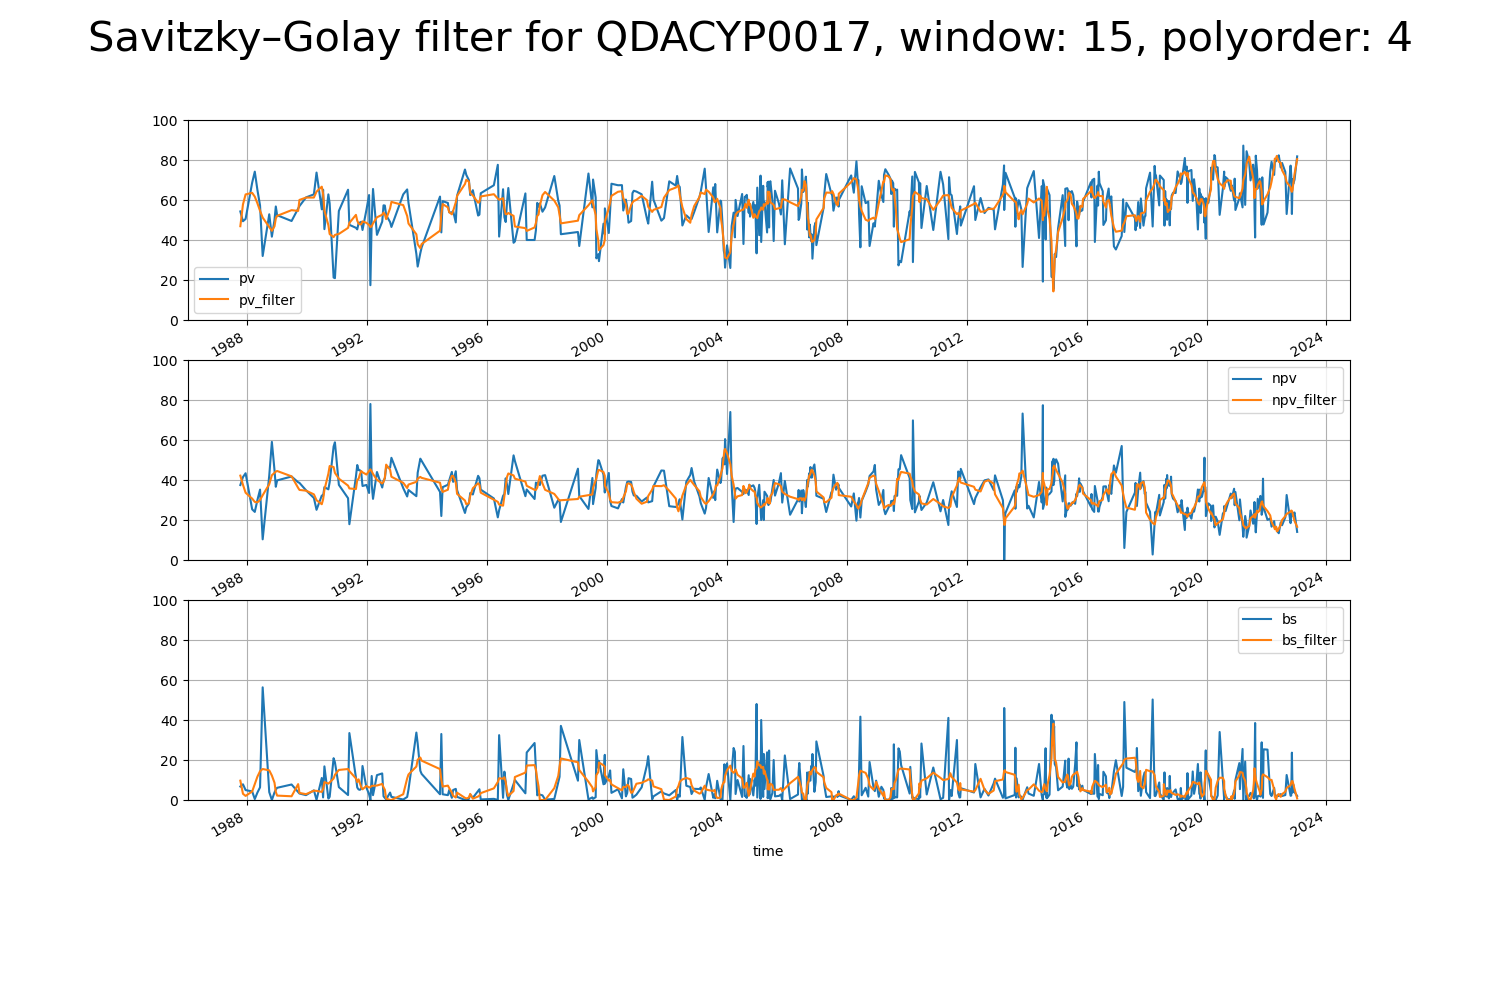 Savitzky–Golay filter for QDACYP0017, window: 15, polyorder: 4
100
80
60
40
20
0
pv
pv_filter
1988 1992 1996 2000 2004 2008 2012 2016 2020 2024
100
80
60
40
20
0
npv
npv_filter
1988 1992 1996 2000 2004 2008 2012 2016 2020 2024
100
80
60
40
20
0
bs
bs_filter
1988 1992 1996 2000 2004 2008 2012 2016 2020 2024
time